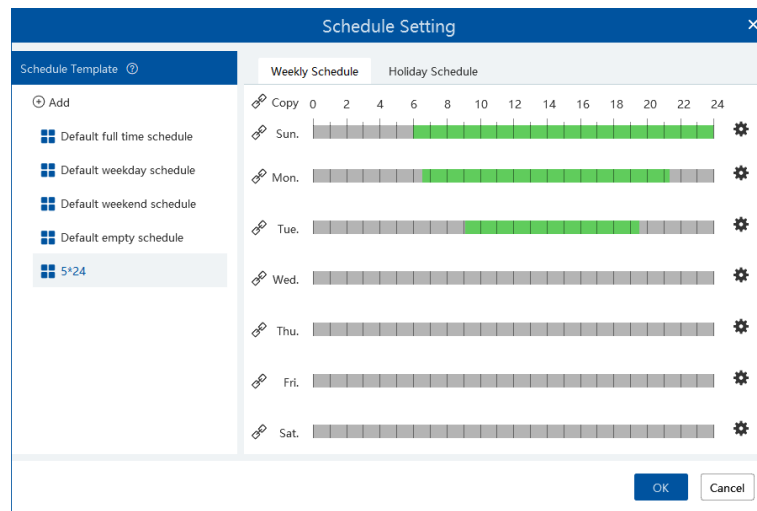 Schedule Setting
Schedule Template ?
Weekly Schedule Holiday Schedule
Add
Default full time schedule
Default weekday schedule
Default weekend schedule
Default empty schedule
5*24
Copy 0 2 4 6 8 10 12 14 16 18 20 22 24
Sun.
Mon.
Tue.
Wed.
Thu.
Fri.
Sat.
OK Cancel